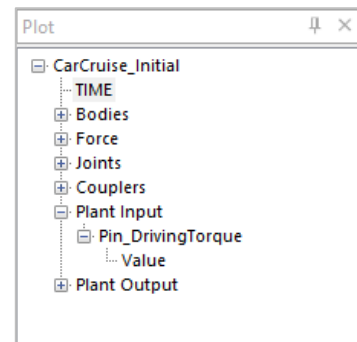 Plot
CarCruise_Initial
TIME
Bodies
Force
Joints
Couplers
Plant Input
Pin_DrivingTorque
Value
Plant Output